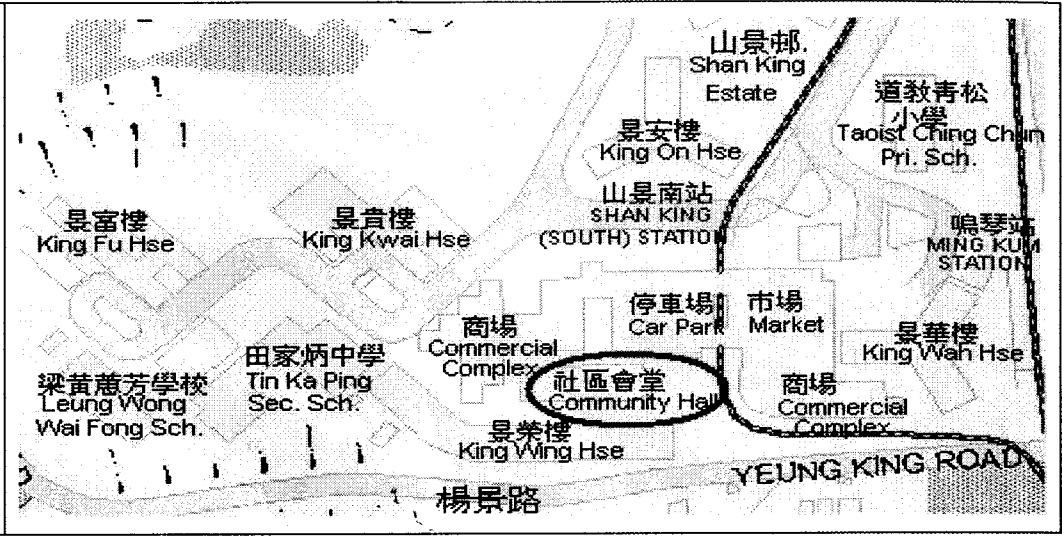 山景邨
Shan King
Estate
道教青松
小學
Taoist Ching Chun
Pri. Sch.
景安樓
King On Hse
山景南站
SHAN KING
(SOUTH) STATION
景富樓
King Fu Hse
景貴樓
King Kwai Hse
鳴琴站
MING KUM
STATION
停車場
Car Park
市場
Market
商場
Commercial
Complex
景華樓
King Wah Hse
田家炳中學
Tin Ka Ping
Sec. Sch.
梁黃蕙芳學校
Leung Wong
Wai Fong Sch.
社區會堂
Community Hall
商場
Commercial
Complex
景榮樓
King Wing Hse
YEUNG KING ROAD
楊景路